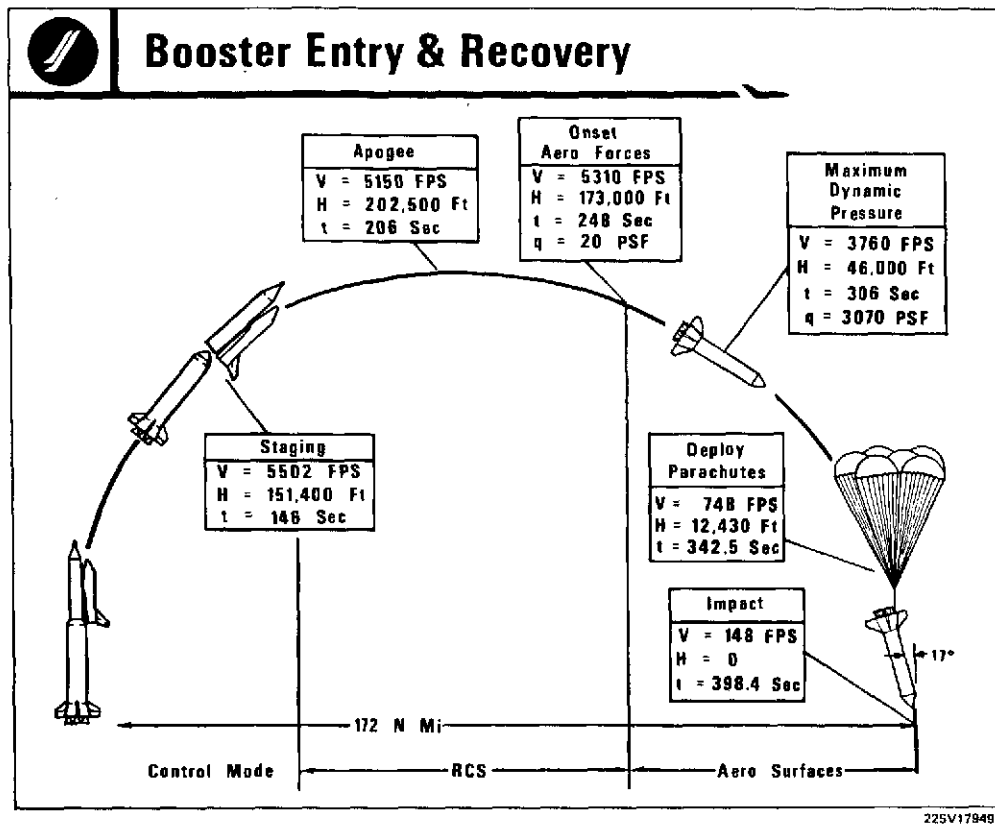 Booster Entry & Recovery
Apogee
V = 5150 FPS
H = 202,500 Ft
t = 206 Sec
Onset
Aero Forces
V = 5310 FPS
H = 173,000 Ft
t = 248 Sec
q = 20 PSF
Maximum
Dynamic
Pressure
V = 3760 FPS
H = 46,000 Ft
t = 306 Sec
q = 3070 PSF
Staging
V = 5502 FPS
H = 151,400 Ft
t = 146 Sec
Deploy
Parachutes
V = 748 FPS
H = 12,430 Ft
t = 342.5 Sec
Impact
V = 148 FPS
H = 0
t = 398.4 Sec
17°
172 N Mi
Control Mode
RCS
Aero Surfaces
225V17949